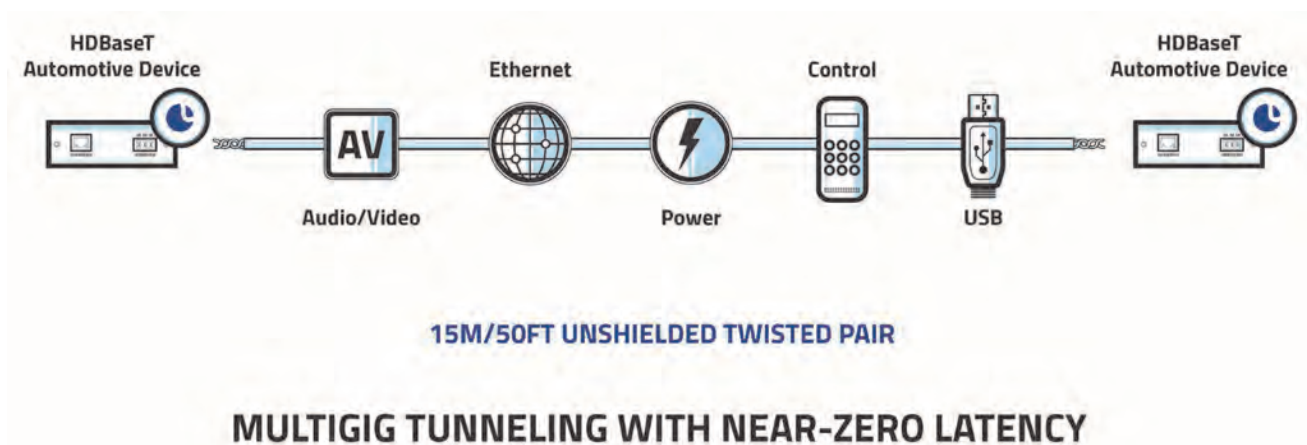 HDBaseT
Automotive Device
Ethernet
Control
HDBaseT
Automotive Device
AV
Audio/Video
Power
USB
15M/50FT UNSHIELDED TWISTED PAIR
MULTIGIG TUNNELING WITH NEAR-ZERO LATENCY